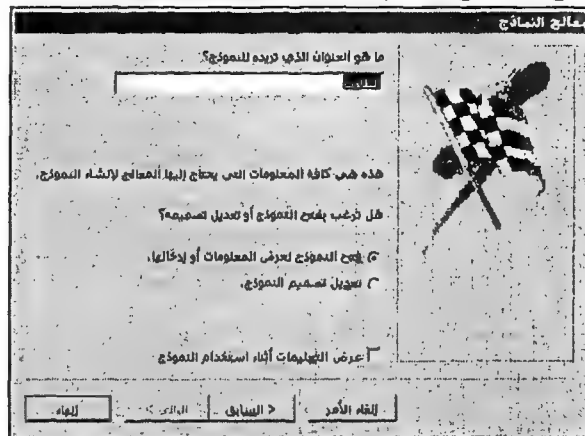 معالج النماذج
ما هو العنوان الذي تريده للنموذج؟
هذه هي كافة المعلومات التي يحتاج إليها المعالج لإنشاء النموذج.
هل ترغب بفتح النموذج أو تعديل تصميمه؟
فتح النموذج لعرض المعلومات أو إدخالها.
تعديل تصميم النموذج.
عرض التعليمات أثناء استخدام النموذج
إلغاء الأمر
< السابق
التالي >
إنهاء